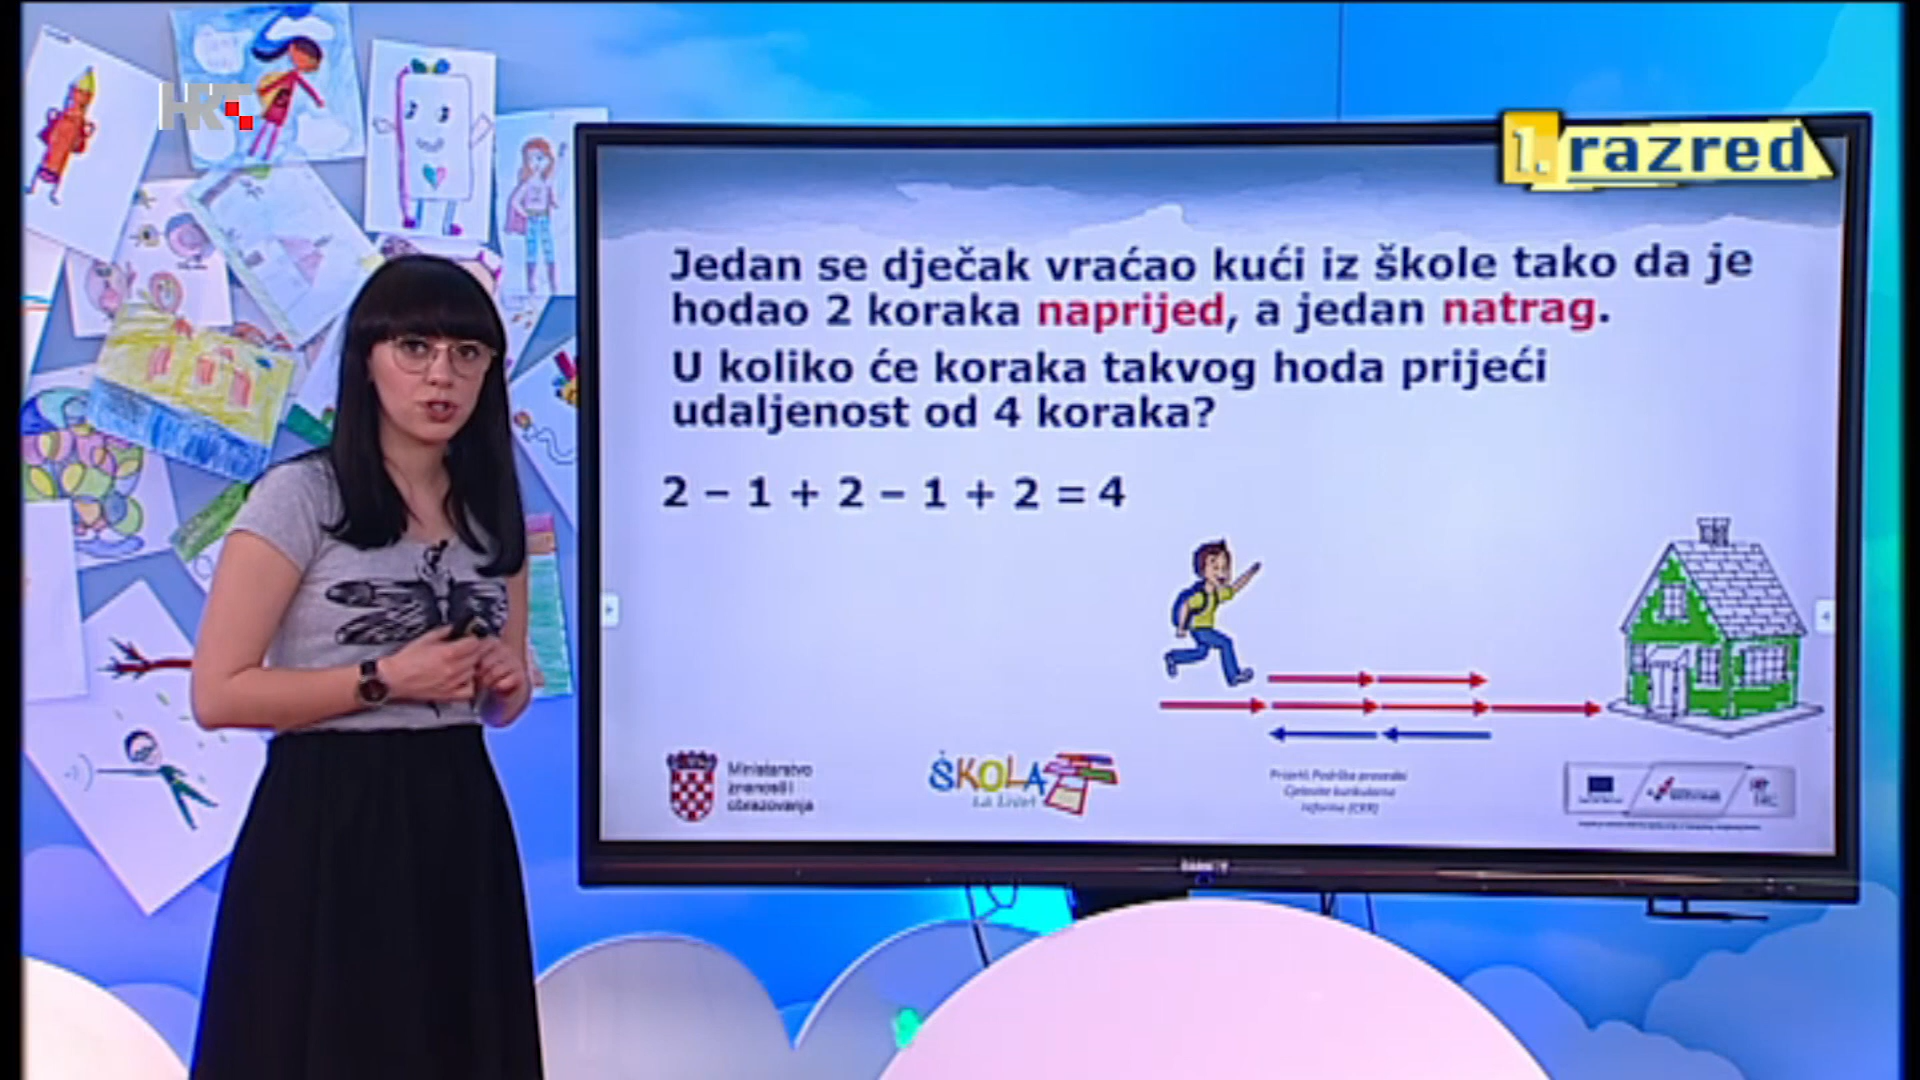 HRT
1. razred
Jedan se dječak vraćao kući iz škole tako da je
hodao 2 koraka naprijed, a jedan natrag.
U koliko će koraka takvog hoda prijeći
udaljenost od 4 koraka?
2 – 1 + 2 – 1 + 2 = 4
Ministarstvo
znanosti i
obrazovanja
ŠKOLA
za život